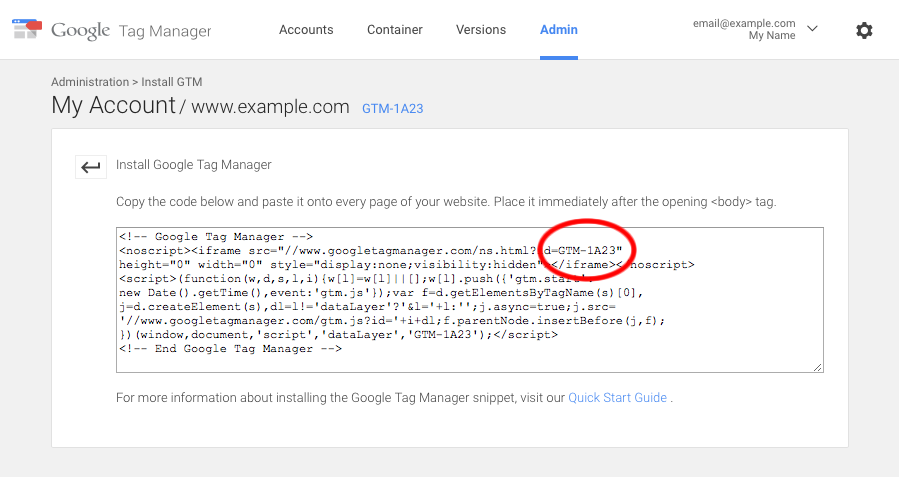 Google Tag Manager
Accounts
Container
Versions
Admin
email@example.com
My Name
Administration > Install GTM
My Account / www.example.com GTM-1A23
Install Google Tag Manager
Copy the code below and paste it onto every page of your website. Place it immediately after the opening <body> tag.
<!-- Google Tag Manager -->
<noscript><iframe src="//www.googletagmanager.com/ns.html?d=GTM-1A23"
height="0" width="0" style="display:none;visibility:hidden" </iframe>< noscript>
<script>(function(w,d,s,l,i){w[l]=w[l]||[];w[l].push({'gtm.start'
new Date().getTime(),event:'gtm.js'});var f=d.getElementsByTagName(s)[0],
j=d.createElement(s),dl=l!='dataLayer'?'&l='+l:'';j.async=true;j.src=
'//www.googletagmanager.com/gtm.js?id='+i+dl;f.parentNode.insertBefore(j,f);
})(window,document,'script','dataLayer','GTM-1A23');</script>
<!-- End Google Tag Manager -->
For more information about installing the Google Tag Manager snippet, visit our Quick Start Guide .